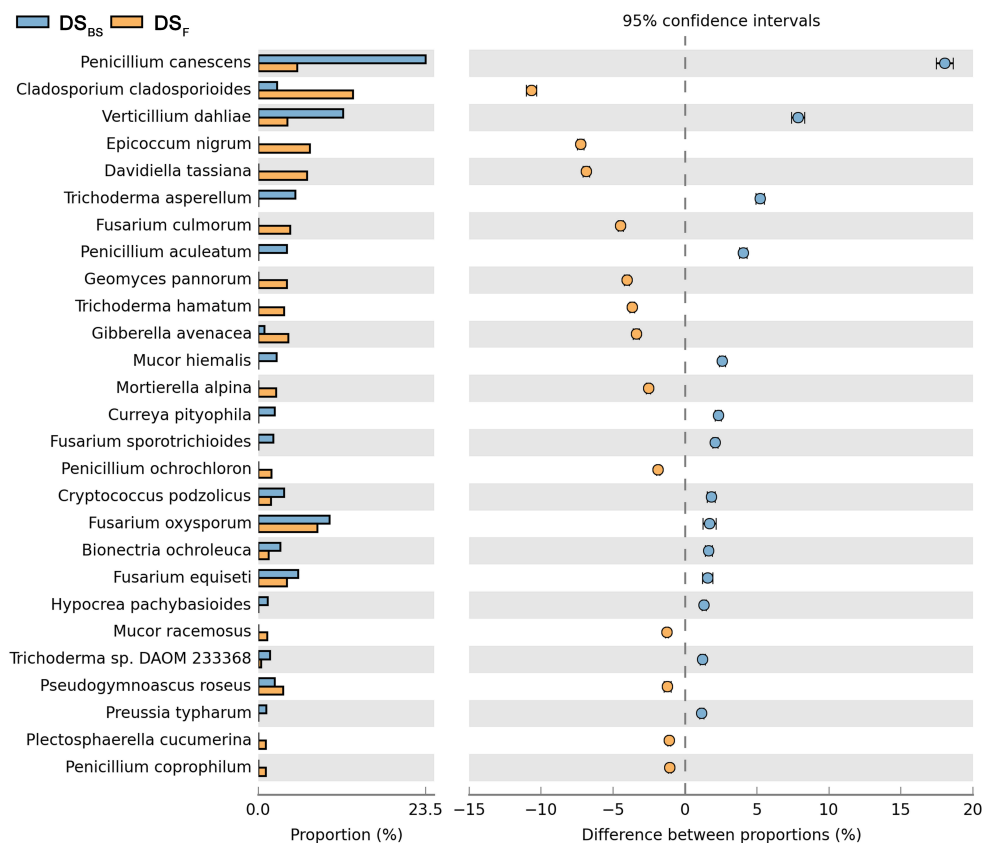 DSBS DSF
95% confidence intervals
Penicillium canescens
Cladosporium cladosporioides
Verticillium dahliae
Epicoccum nigrum
Davidiella tassiana
Trichoderma asperellum
Fusarium culmorum
Penicillium aculeatum
Geomyces pannorum
Trichoderma hamatum
Gibberella avenacea
Mucor hiemalis
Mortierella alpina
Curreya pityophila
Fusarium sporotrichioides
Penicillium ochrochloron
Cryptococcus podzolicus
Fusarium oxysporum
Bionectria ochroleuca
Fusarium equiseti
Hypocrea pachybasioides
Mucor racemosus
Trichoderma sp. DAOM 233368
Pseudogymnoascus roseus
Preussia typharum
Plectosphaerella cucumerina
Penicillium coprophilum
0.0 23.5 −15 −10 −5 0 5 10 15 20
Proportion (%) Difference between proportions (%)